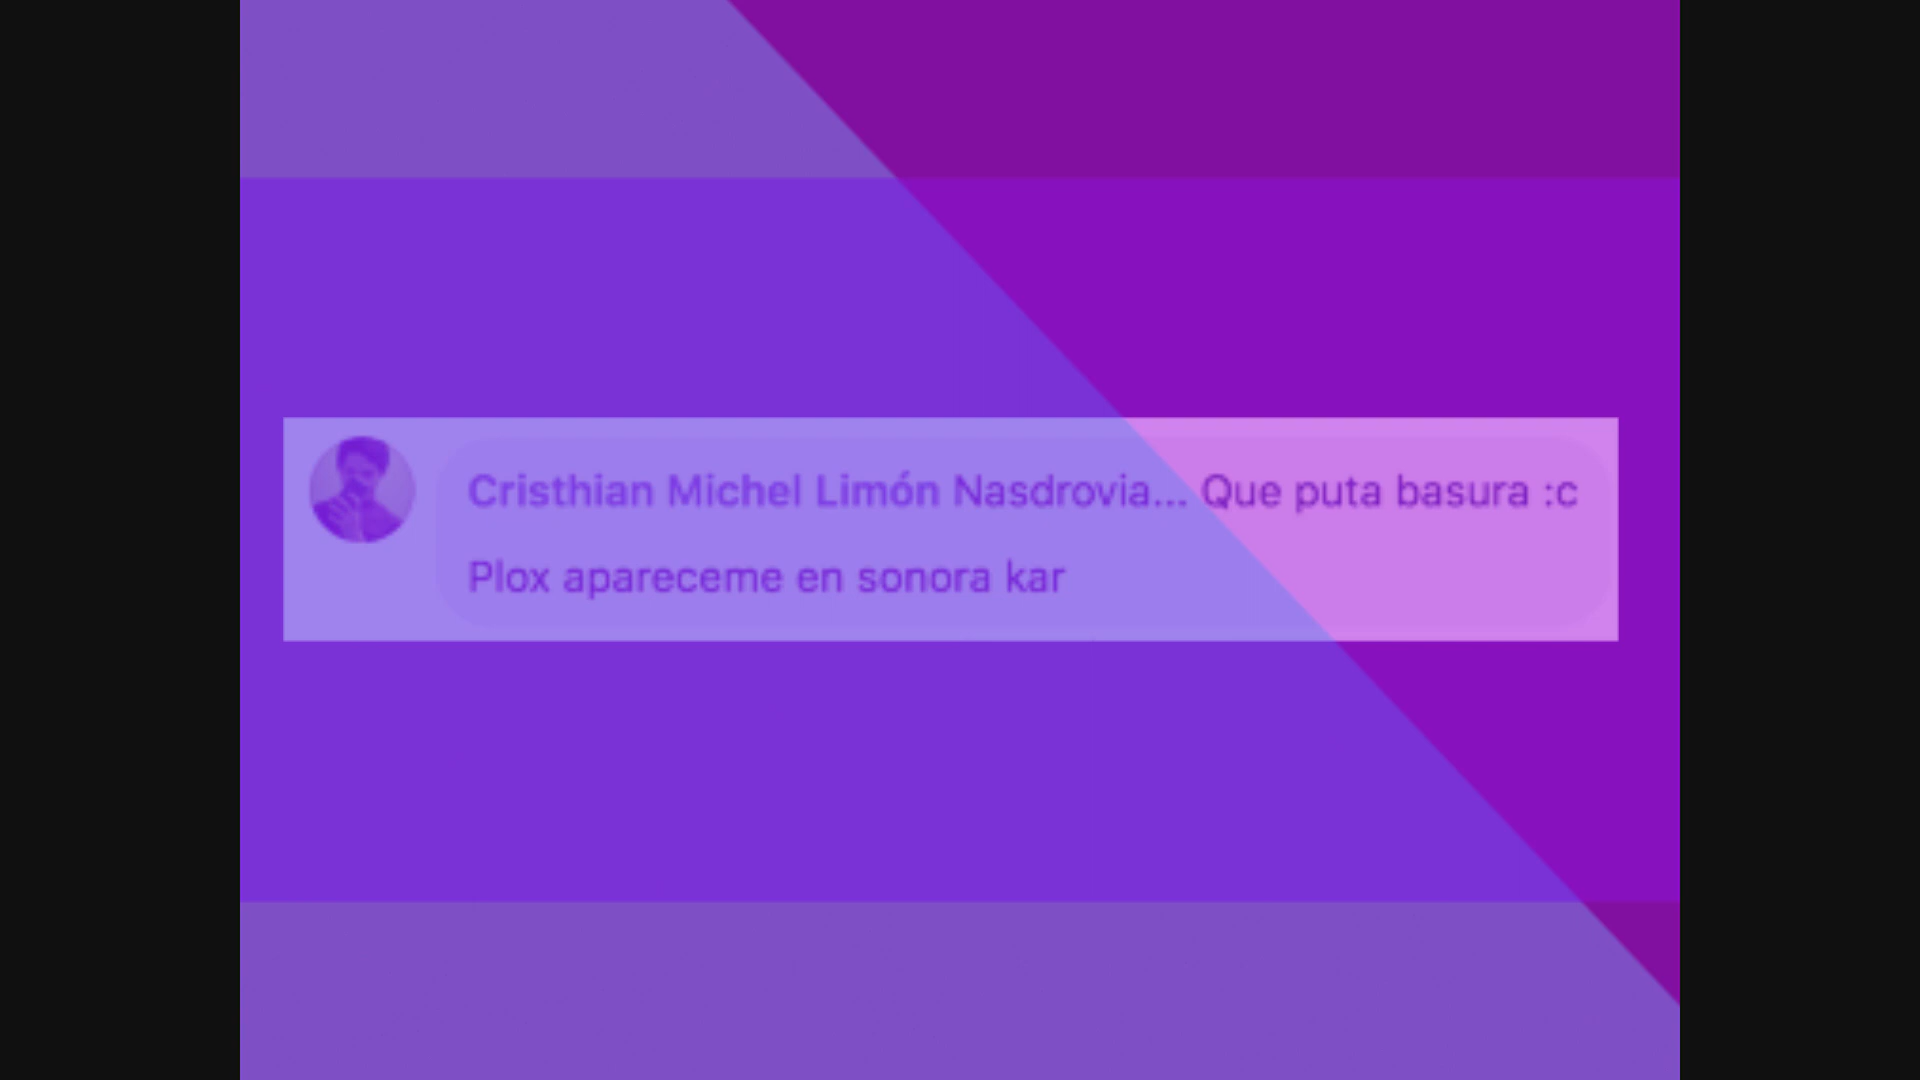 Cristhian Michel Limón Nasdrovia... Que puta basura :c
Plox apareceme en sonora kar